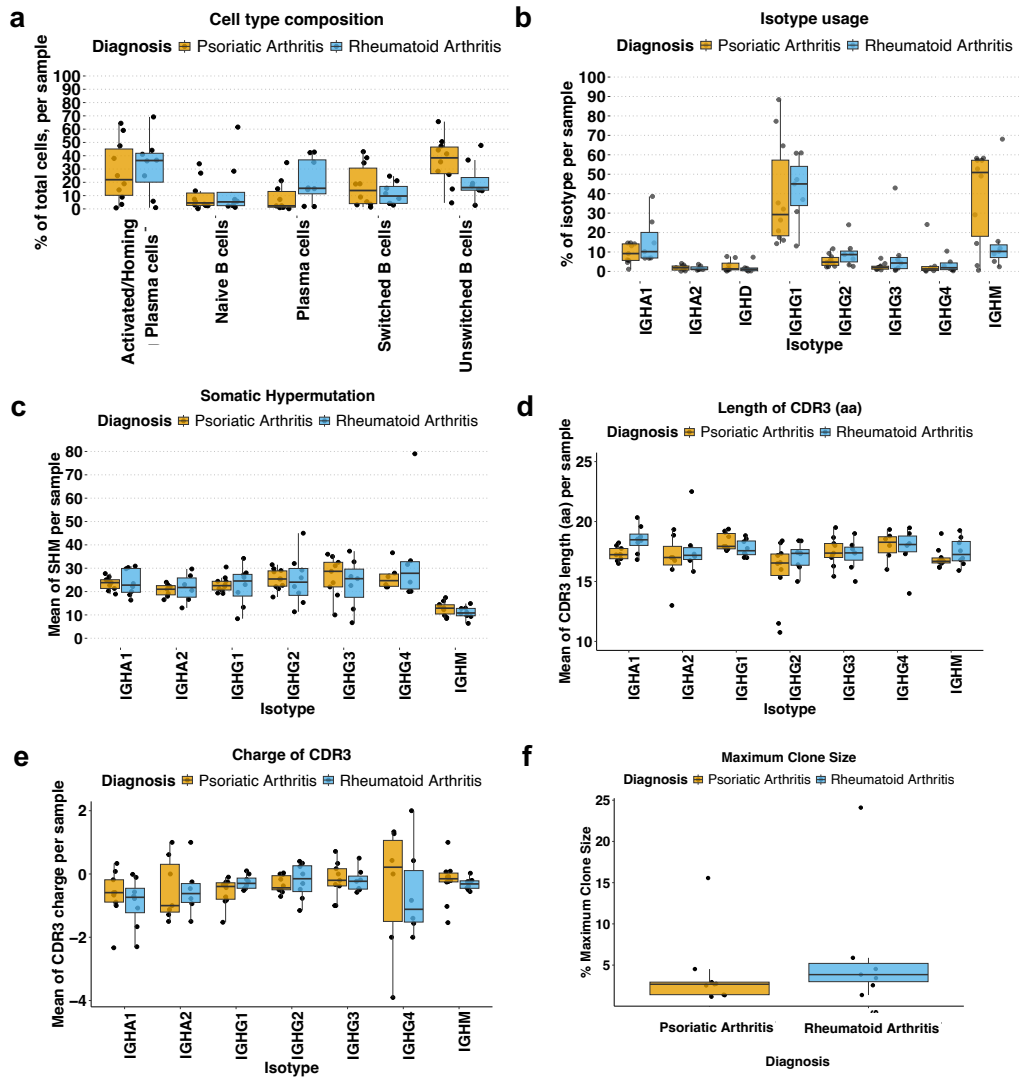 a
Cell type composition
Diagnosis Psoriatic Arthritis Rheumatoid Arthritis
% of total cells, per sample
100
90
80
70
60
50
40
30
20
10
0
Activated/Homing
Plasma cells
Naive B cells
Plasma cells
Switched B cells
Unswitched B cells
b
Isotype usage
Diagnosis Psoriatic Arthritis Rheumatoid Arthritis
% of isotype per sample
100
90
80
70
60
50
40
30
20
10
0
IGHA1
IGHA2
IGHD
IGHG1
IGHG2
IGHG3
IGHG4
IGHM
Isotype
c
Somatic Hypermutation
Diagnosis Psoriatic Arthritis Rheumatoid Arthritis
Mean of SHM per sample
80
70
60
50
40
30
20
10
0
IGHA1
IGHA2
IGHG1
IGHG2
IGHG3
IGHG4
IGHM
Isotype
d
Length of CDR3 (aa)
Diagnosis Psoriatic Arthritis Rheumatoid Arthritis
Mean of CDR3 length (aa) per sample
25
20
15
10
IGHA1
IGHA2
IGHG1
IGHG2
IGHG3
IGHG4
IGHM
Isotype
e
Charge of CDR3
Diagnosis Psoriatic Arthritis Rheumatoid Arthritis
Mean of CDR3 charge per sample
2
0
−2
−4
IGHA1
IGHA2
IGHG1
IGHG2
IGHG3
IGHG4
IGHM
Isotype
f
Maximum Clone Size
Diagnosis Psoriatic Arthritis Rheumatoid Arthritis
% Maximum Clone Size
25
20
15
10
5
Psoriatic Arthritis
Rheumatoid Arthritis
Diagnosis